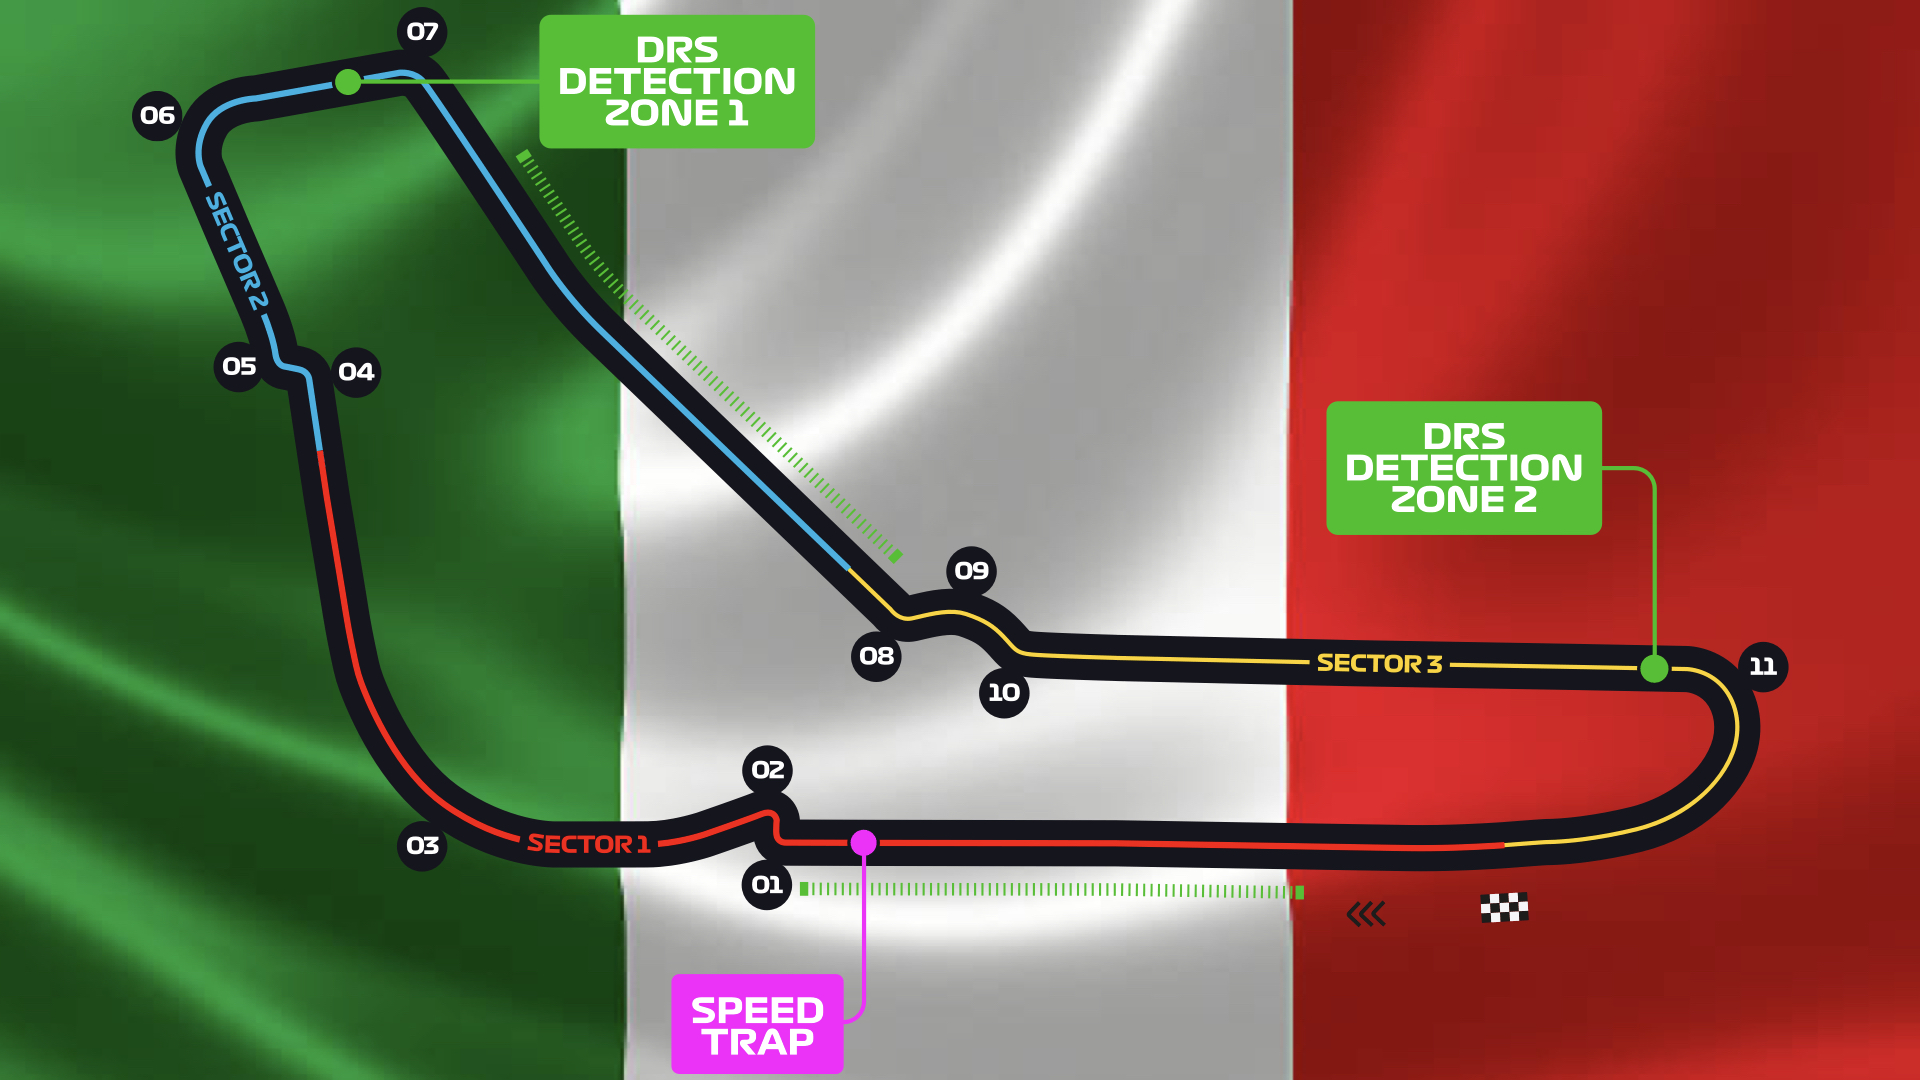 07
DRS
DETECTION
ZONE 1
06
SECTOR 2
05
04
DRS
DETECTION
ZONE 2
09
08
10
SECTOR 3
11
02
03
SECTOR 1
01
SPEED
TRAP